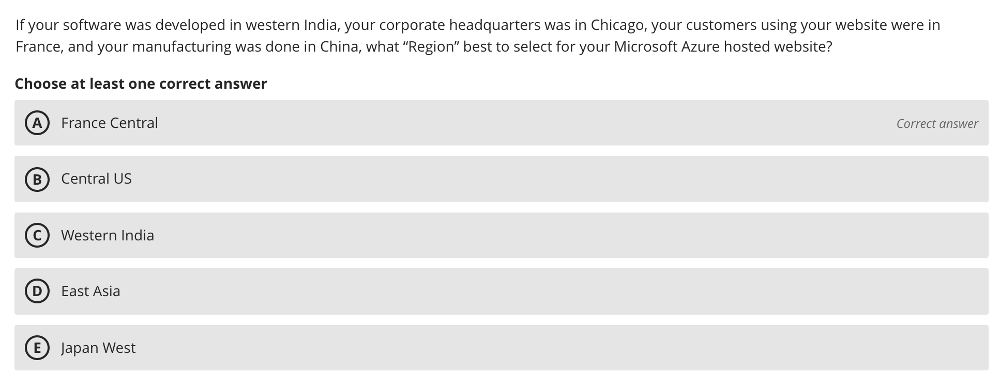 If your software was developed in western India, your corporate headquarters was in Chicago, your customers using your website were in
France, and your manufacturing was done in China, what “Region” best to select for your Microsoft Azure hosted website?
Choose at least one correct answer
A France Central Correct answer
B Central US
C Western India
D East Asia
E Japan West